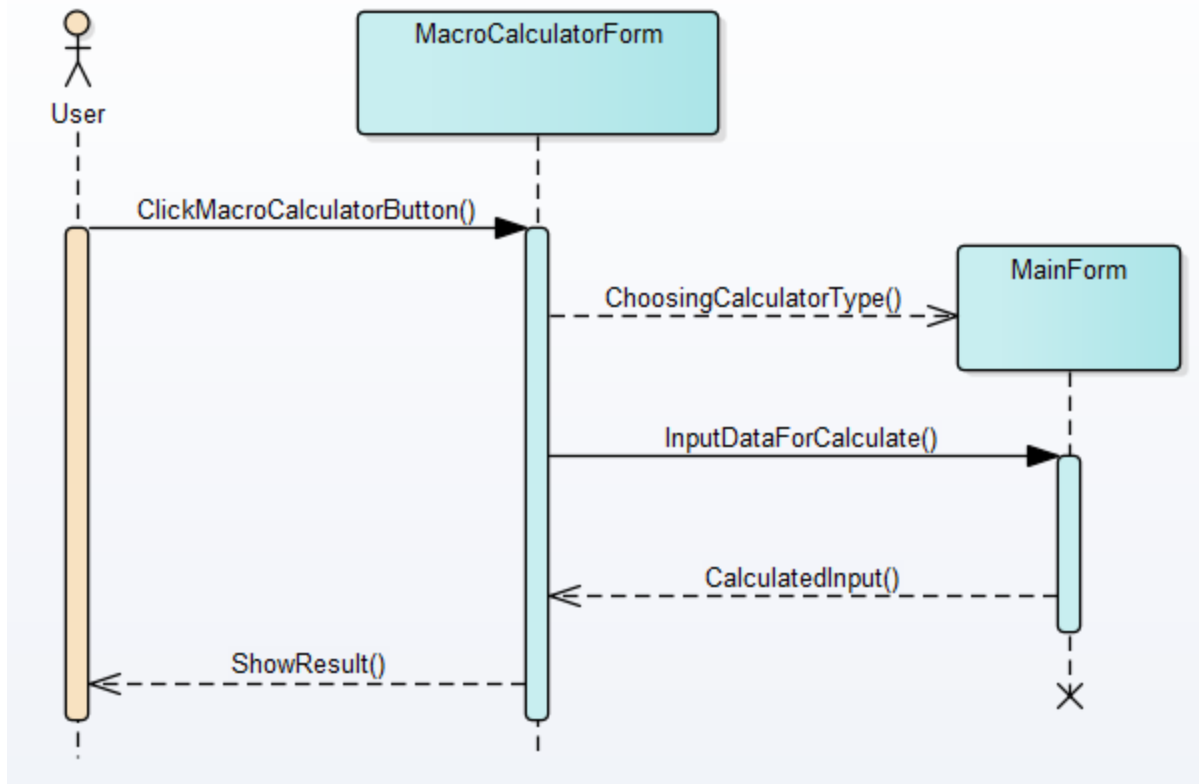 MacroCalculatorForm
User
ClickMacroCalculatorButton()
MainForm
ChoosingCalculatorType()
InputDataForCalculate()
CalculatedInput()
ShowResult()